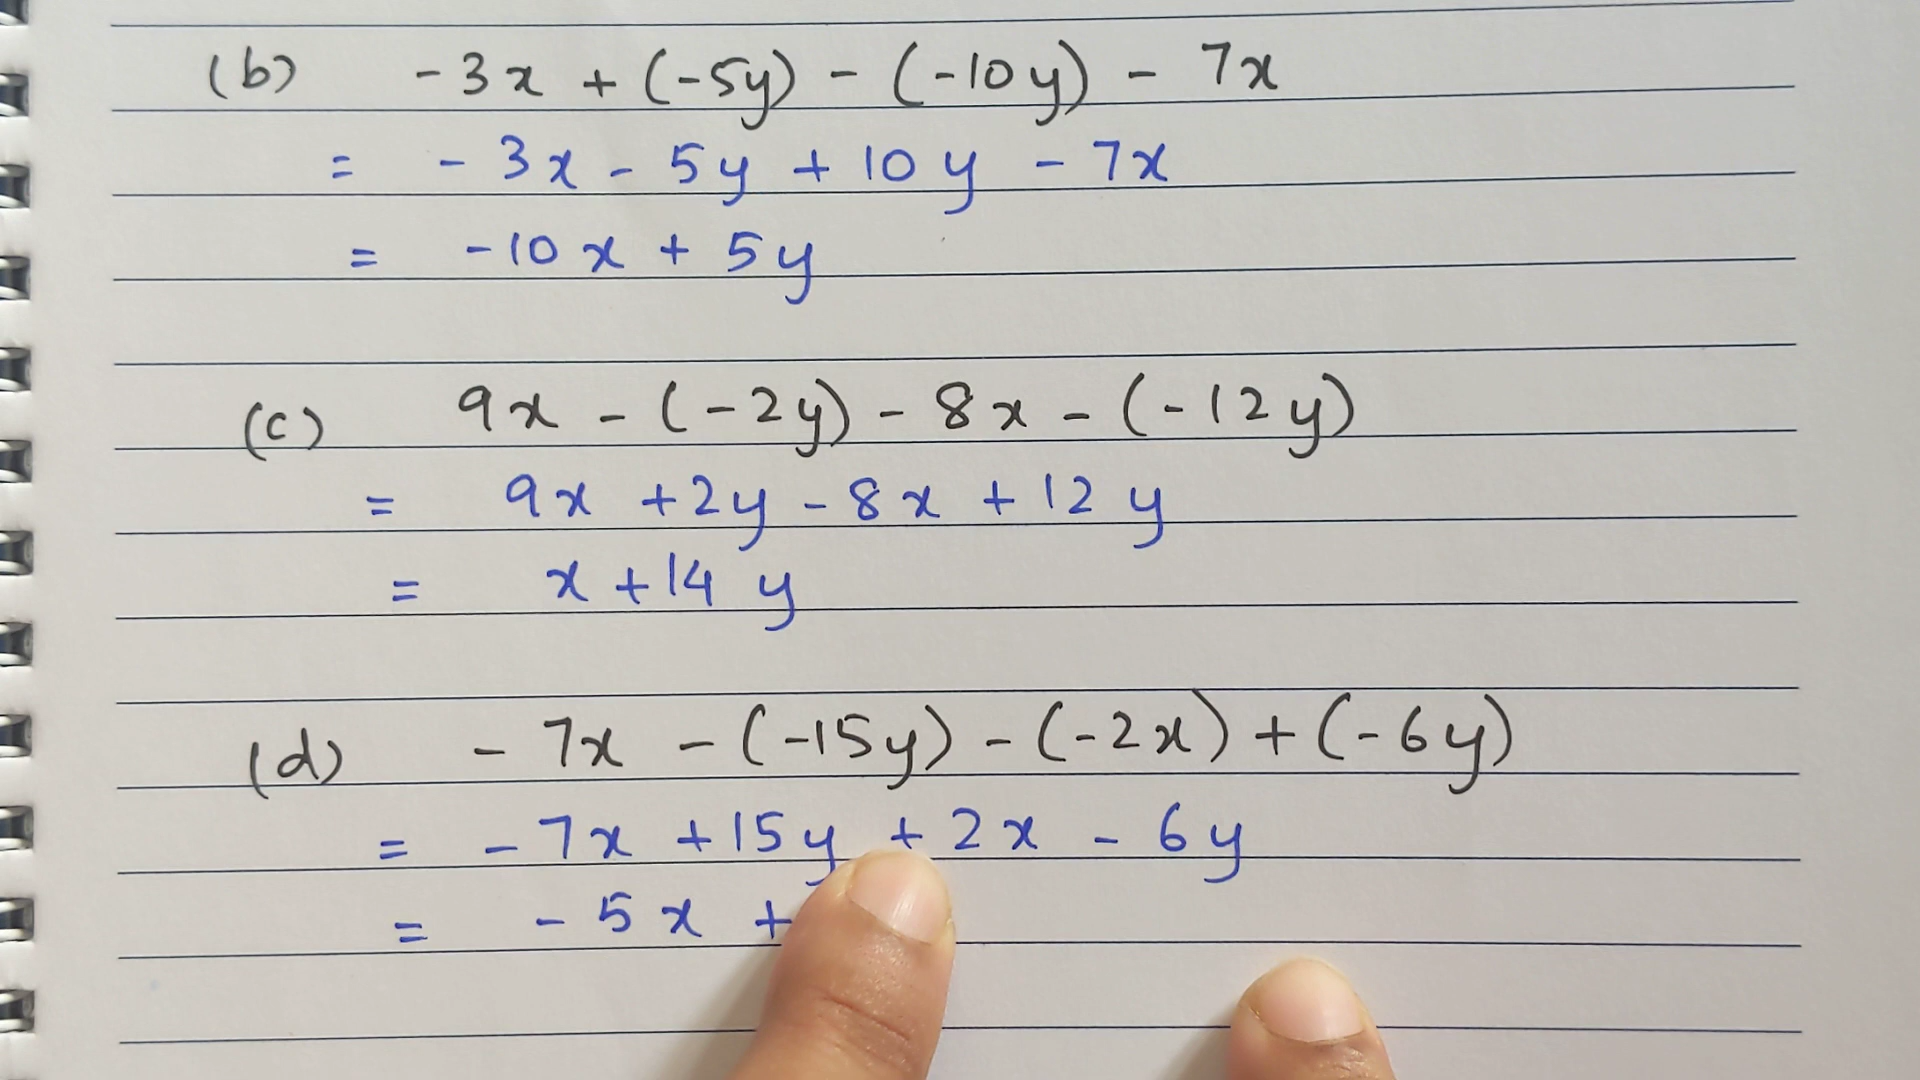 (b) -3x + (-5y) - (-10y) - 7x
= -3x - 5y + 10y - 7x
= -10x + 5y
(c) 9x - (-2y) - 8x - (-12y)
= 9x + 2y - 8x + 12y
= x + 14y
(d) -7x - (-15y) - (-2x) + (-6y)
= -7x + 15y + 2x - 6y
= -5x +